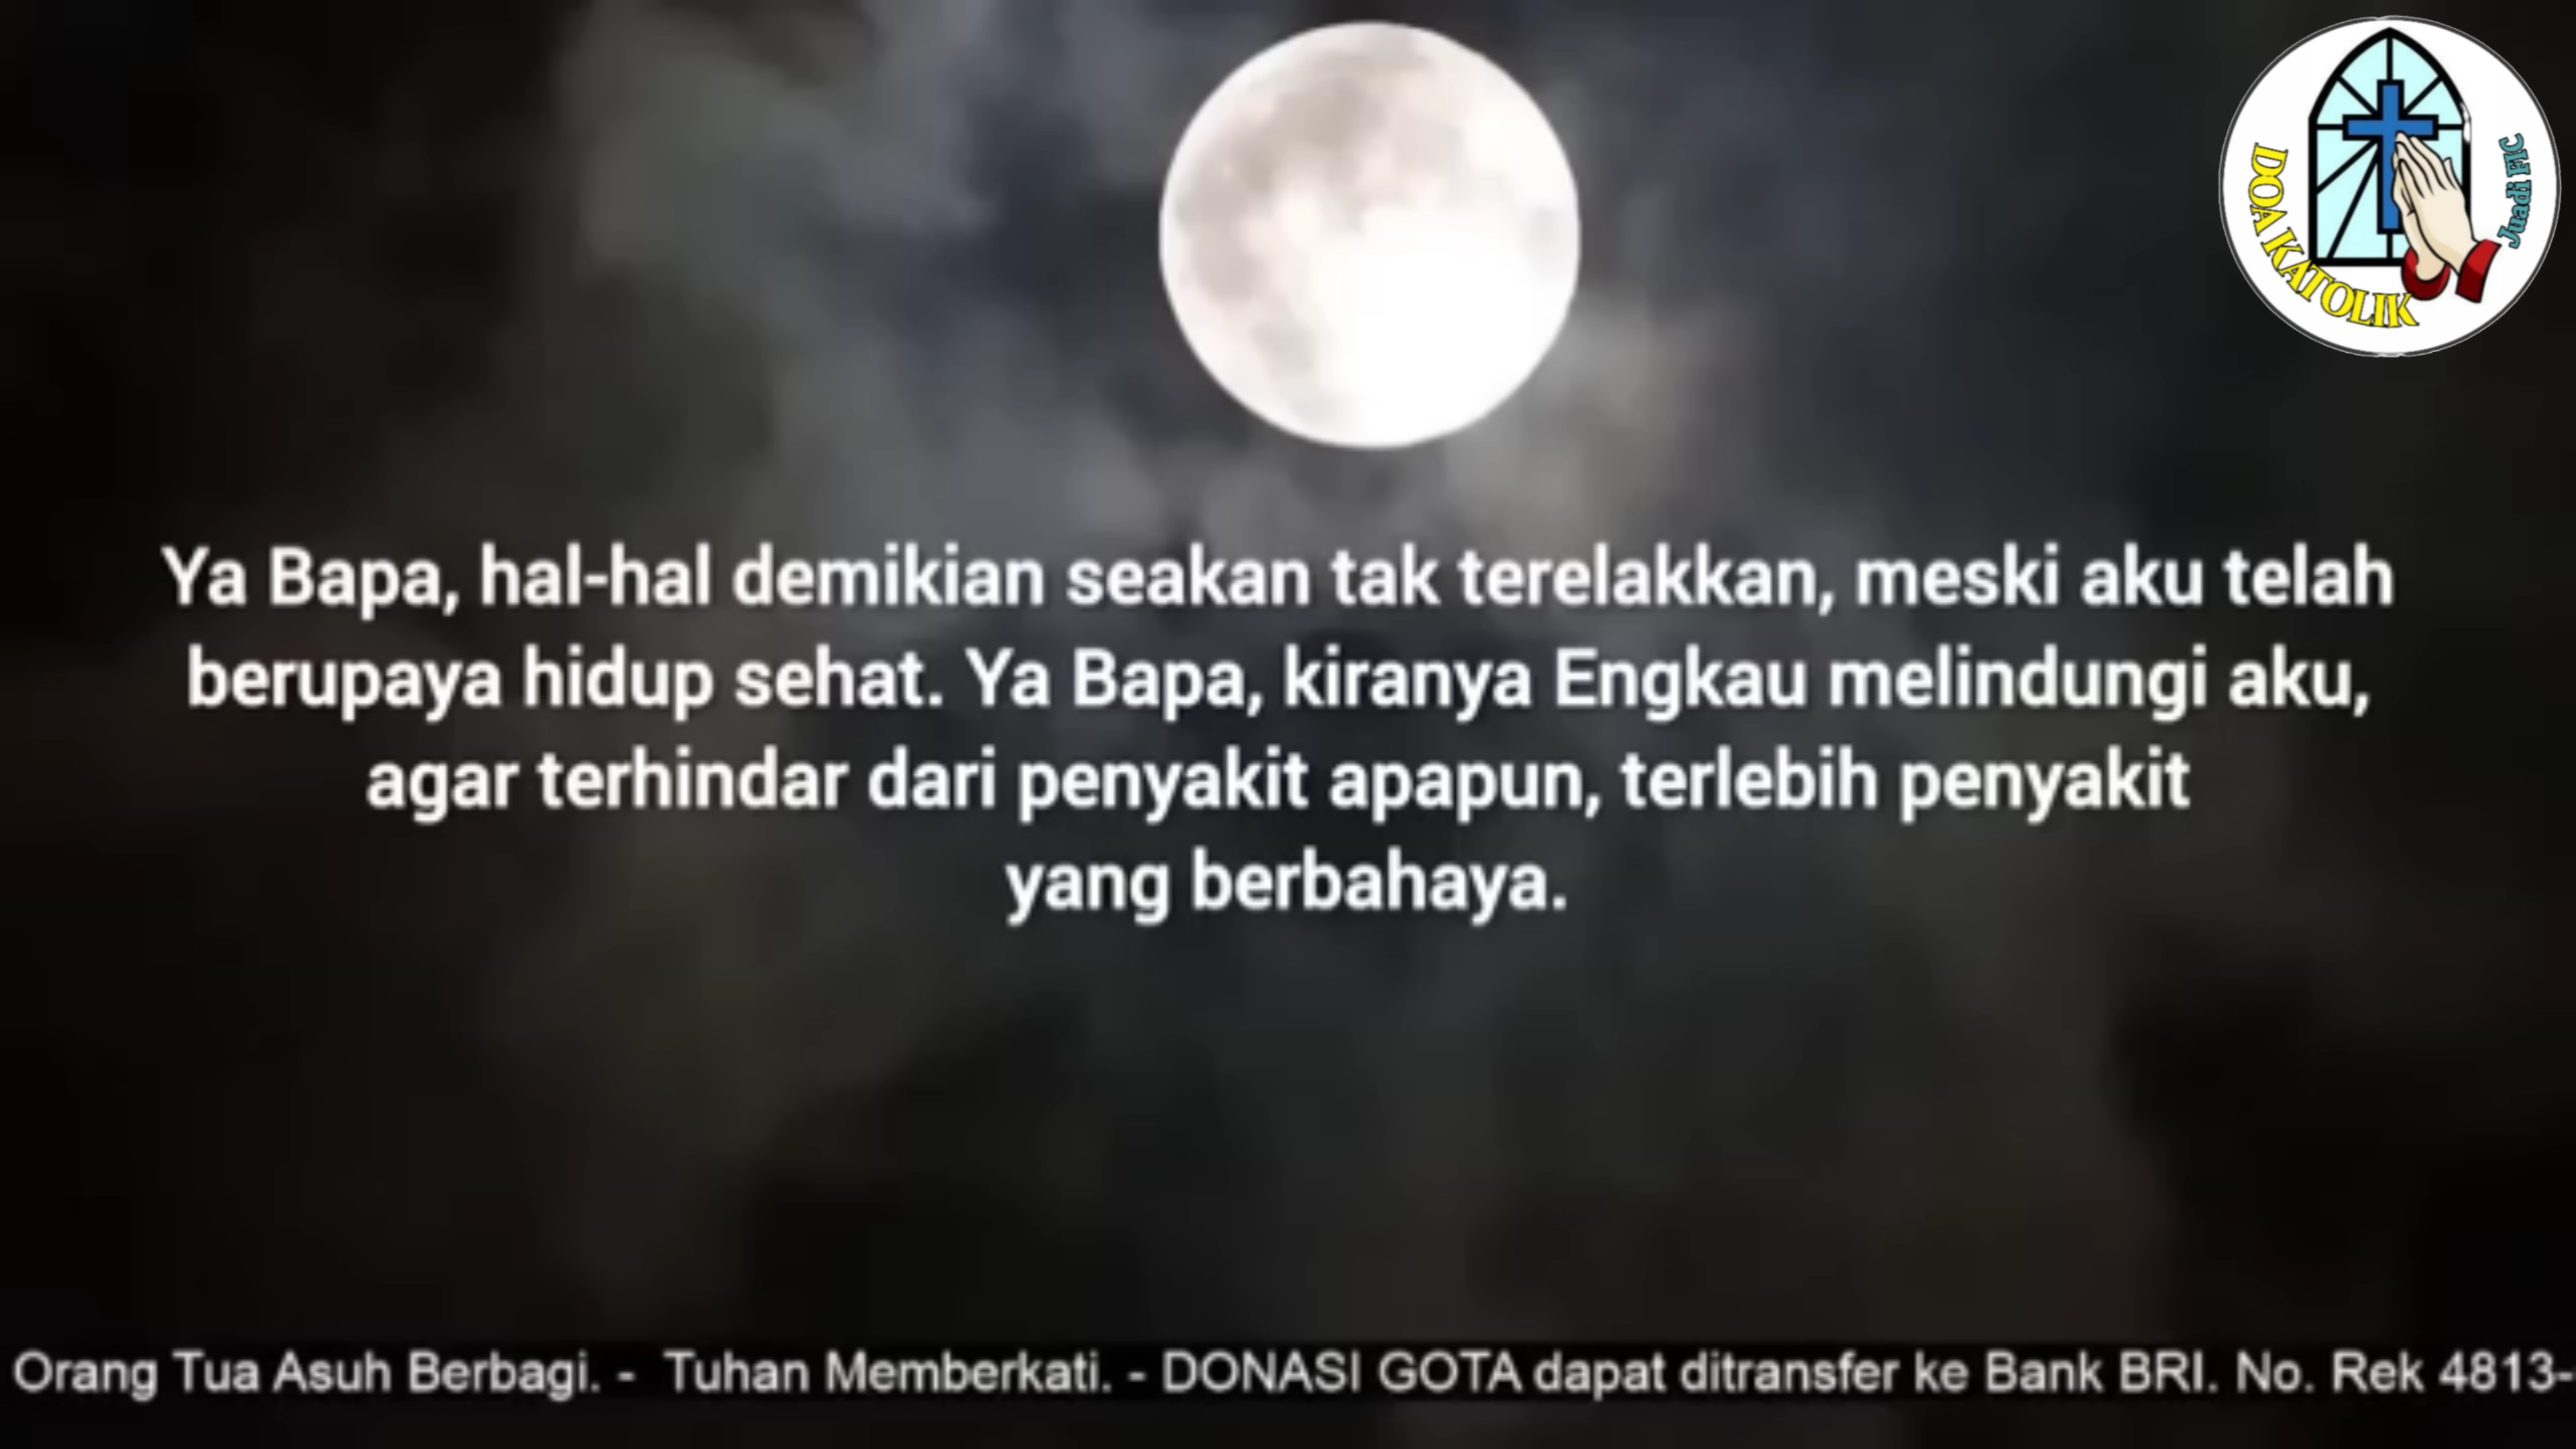 DOA KATOLIK
Juadi FIC
Ya Bapa, hal-hal demikian seakan tak terelakkan, meski aku telah
berupaya hidup sehat. Ya Bapa, kiranya Engkau melindungi aku,
agar terhindar dari penyakit apapun, terlebih penyakit
yang berbahaya.
Orang Tua Asuh Berbagi. - Tuhan Memberkati. - DONASI GOTA dapat ditransfer ke Bank BRI. No. Rek 4813-